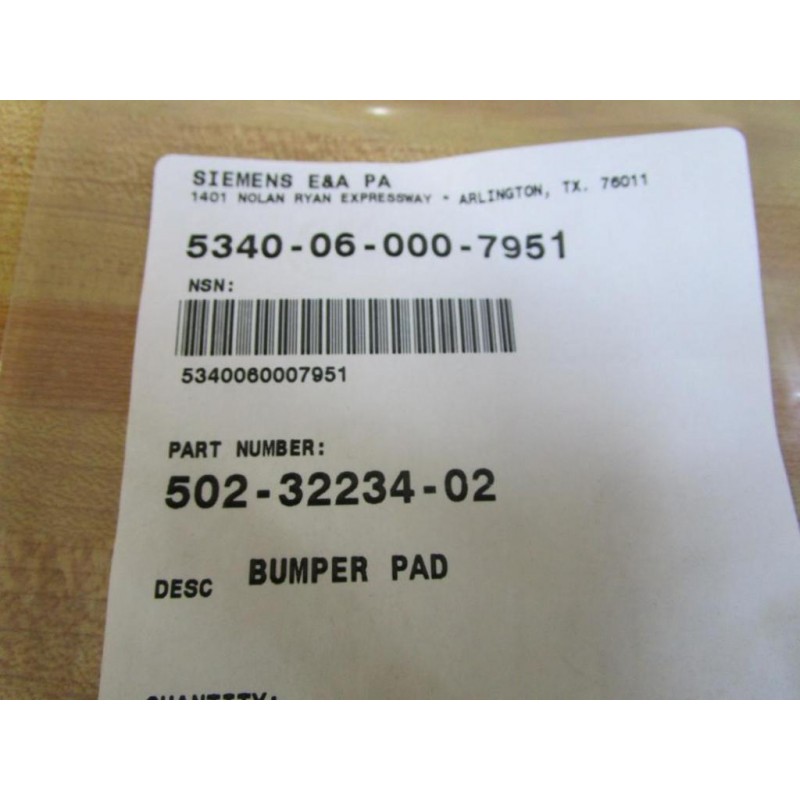 SIEMENS E&A PA
1401 NOLAN RYAN EXPRESSWAY - ARLINGTON, TX. 76011
5340-06-000-7951
NSN:
5340060007951
PART NUMBER:
502-32234-02
DESC BUMPER PAD
QUANTITY: